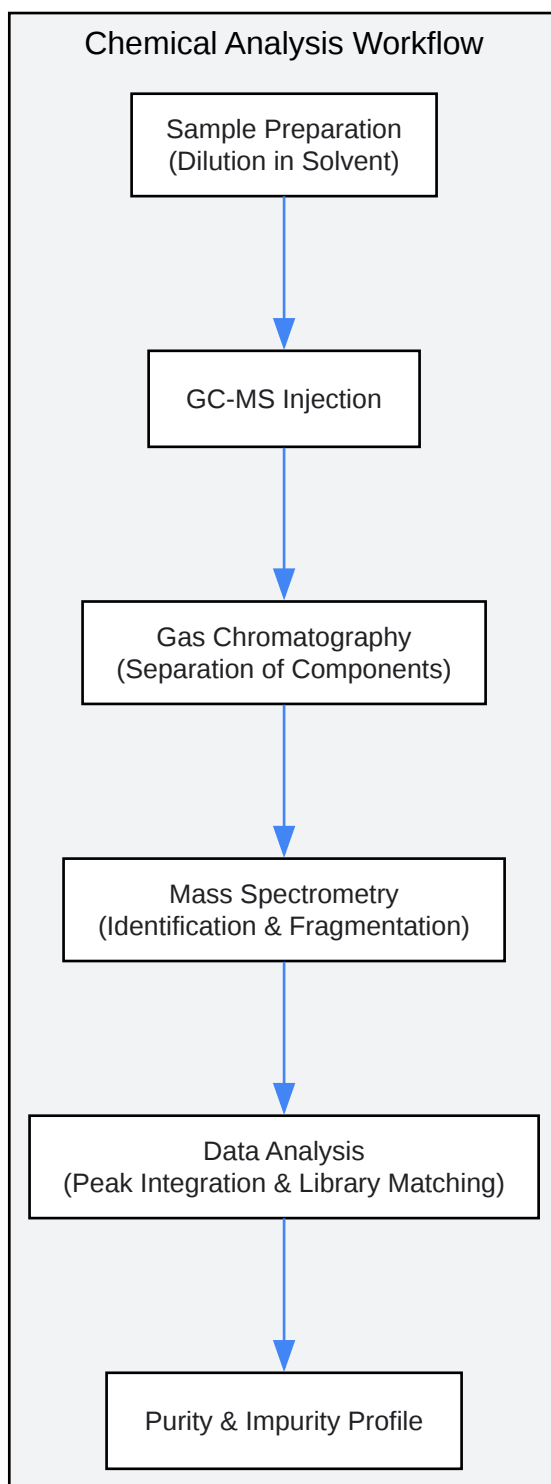 Chemical Analysis Workflow
Sample Preparation
(Dilution in Solvent)
GC-MS Injection
Gas Chromatography
(Separation of Components)
Mass Spectrometry
(Identification & Fragmentation)
Data Analysis
(Peak Integration & Library Matching)
Purity & Impurity Profile